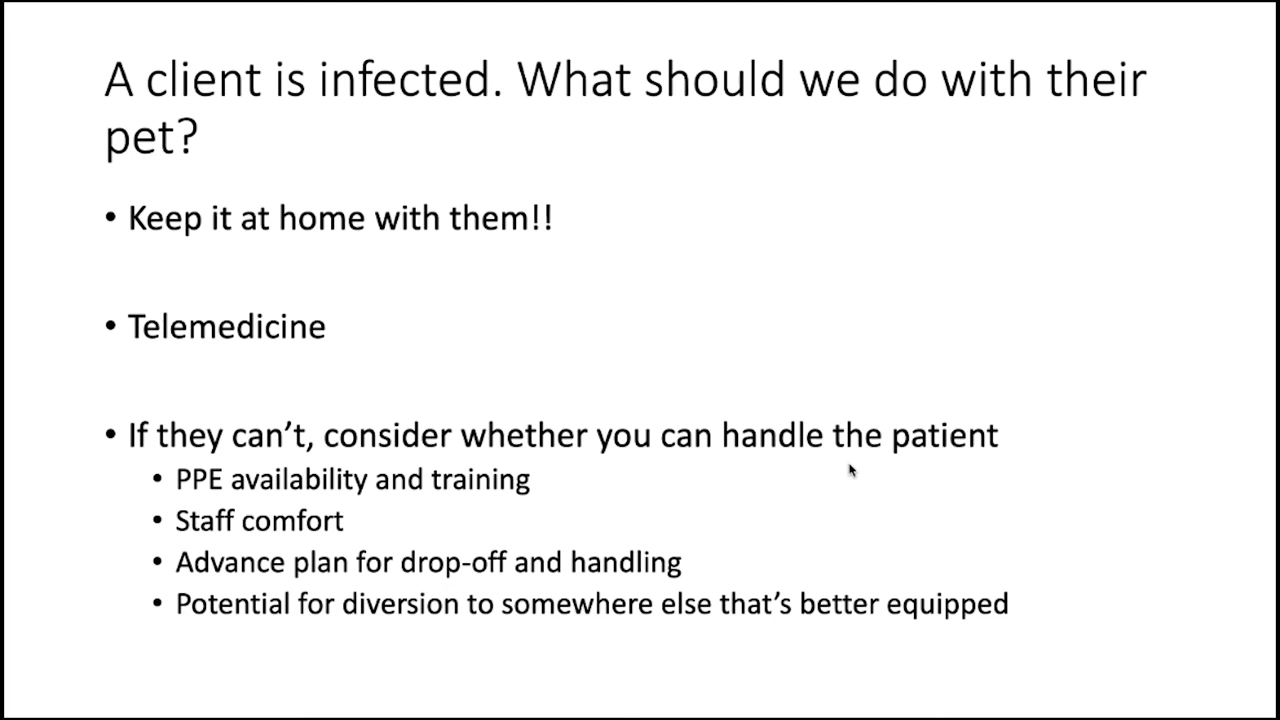 A client is infected. What should we do with their
pet?
• Keep it at home with them!!
• Telemedicine
• If they can’t, consider whether you can handle the patient
• PPE availability and training
• Staff comfort
• Advance plan for drop-off and handling
• Potential for diversion to somewhere else that’s better equipped